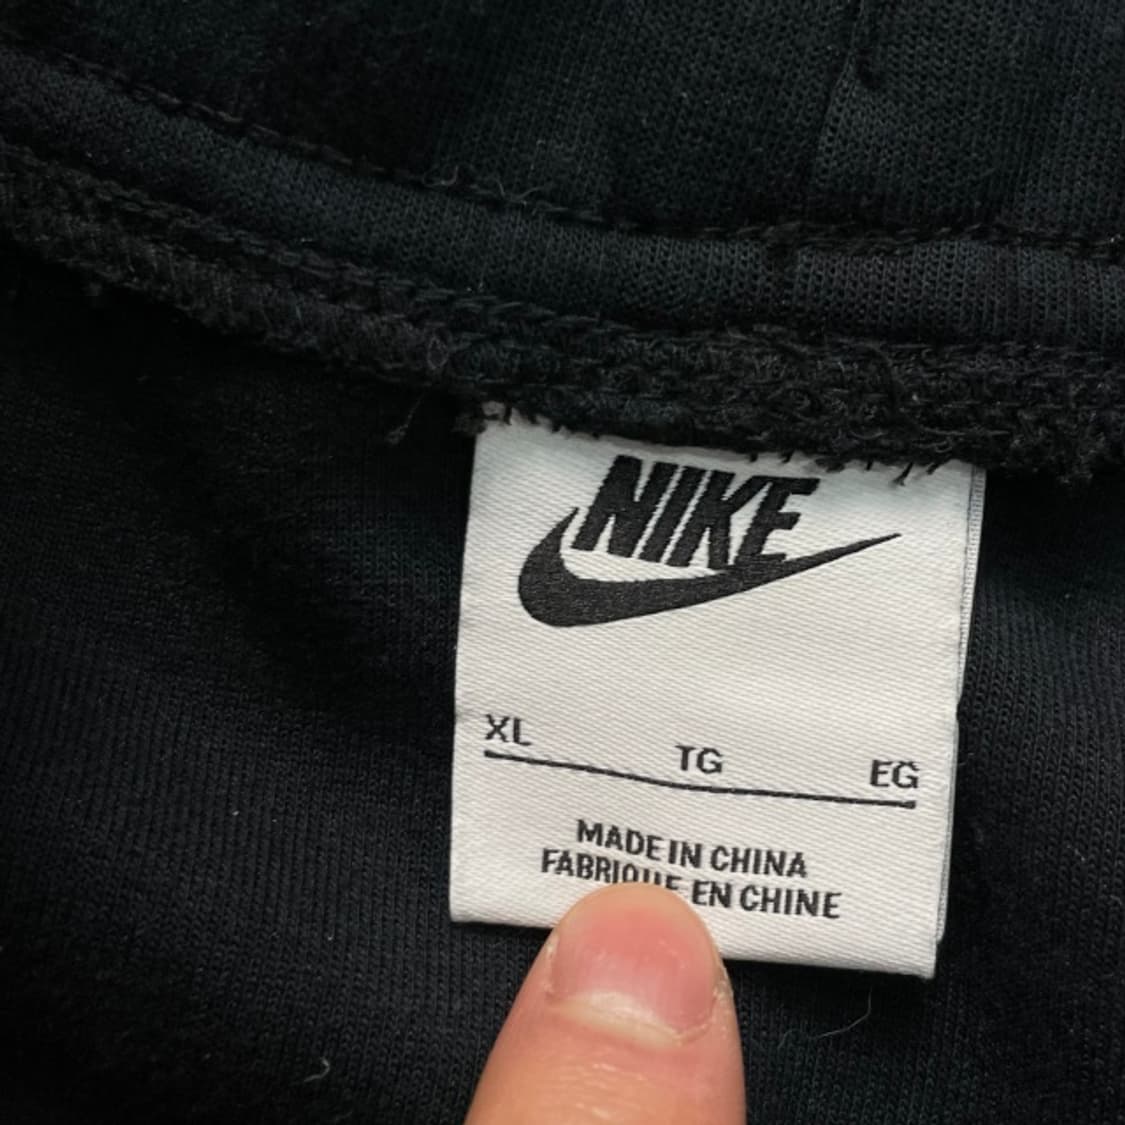 NIKE
XL TG EG
MADE IN CHINA
FABRIQUE EN CHINE